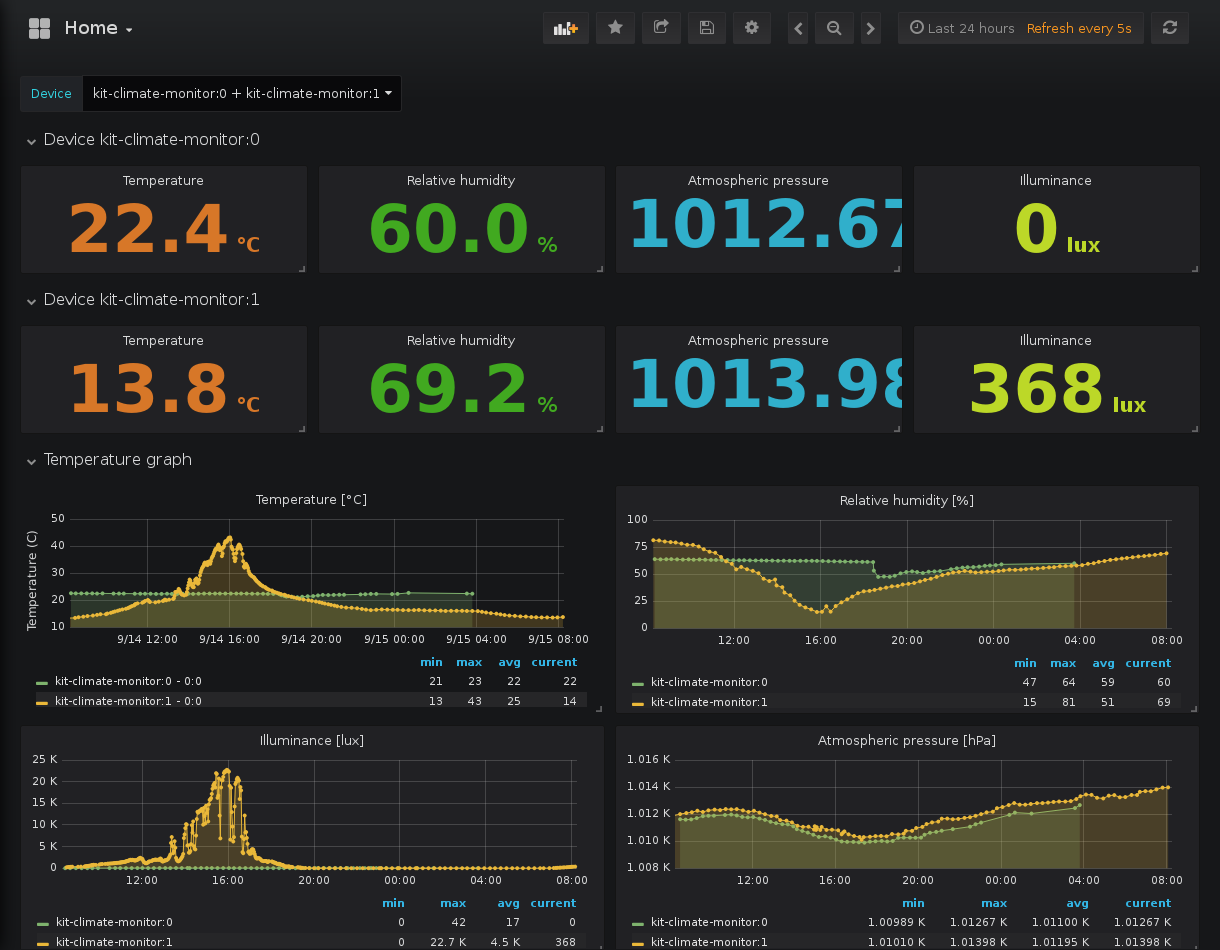 Home
Last 24 hours Refresh every 5s
Device kit-climate-monitor:0 + kit-climate-monitor:1
Device kit-climate-monitor:0
Temperature Relative humidity Atmospheric pressure Illuminance
22.4 °C 60.0 % 1012.67 0 lux
Device kit-climate-monitor:1
Temperature Relative humidity Atmospheric pressure Illuminance
13.8 °C 69.2 % 1013.98 368 lux
Temperature graph
Temperature [°C]
Temperature (C)
50
40
30
20
10
9/14 12:00 9/14 16:00 9/14 20:00 9/15 00:00 9/15 04:00 9/15 08:00
min max avg current
kit-climate-monitor:0 - 0:0 21 23 22 22
kit-climate-monitor:1 - 0:0 13 43 25 14
Relative humidity [%]
100
75
50
25
0
12:00 16:00 20:00 00:00 04:00 08:00
min max avg current
kit-climate-monitor:0 47 64 59 60
kit-climate-monitor:1 15 81 51 69
Illuminance [lux]
25 K
20 K
15 K
10 K
5 K
0
12:00 16:00 20:00 00:00 04:00 08:00
min max avg current
kit-climate-monitor:0 0 42 17 0
kit-climate-monitor:1 0 22.7 K 4.5 K 368
Atmospheric pressure [hPa]
1.016 K
1.014 K
1.012 K
1.010 K
1.008 K
12:00 16:00 20:00 00:00 04:00 08:00
min max avg current
kit-climate-monitor:0 1.00989 K 1.01267 K 1.01100 K 1.01267 K
kit-climate-monitor:1 1.01010 K 1.01398 K 1.01195 K 1.01398 K